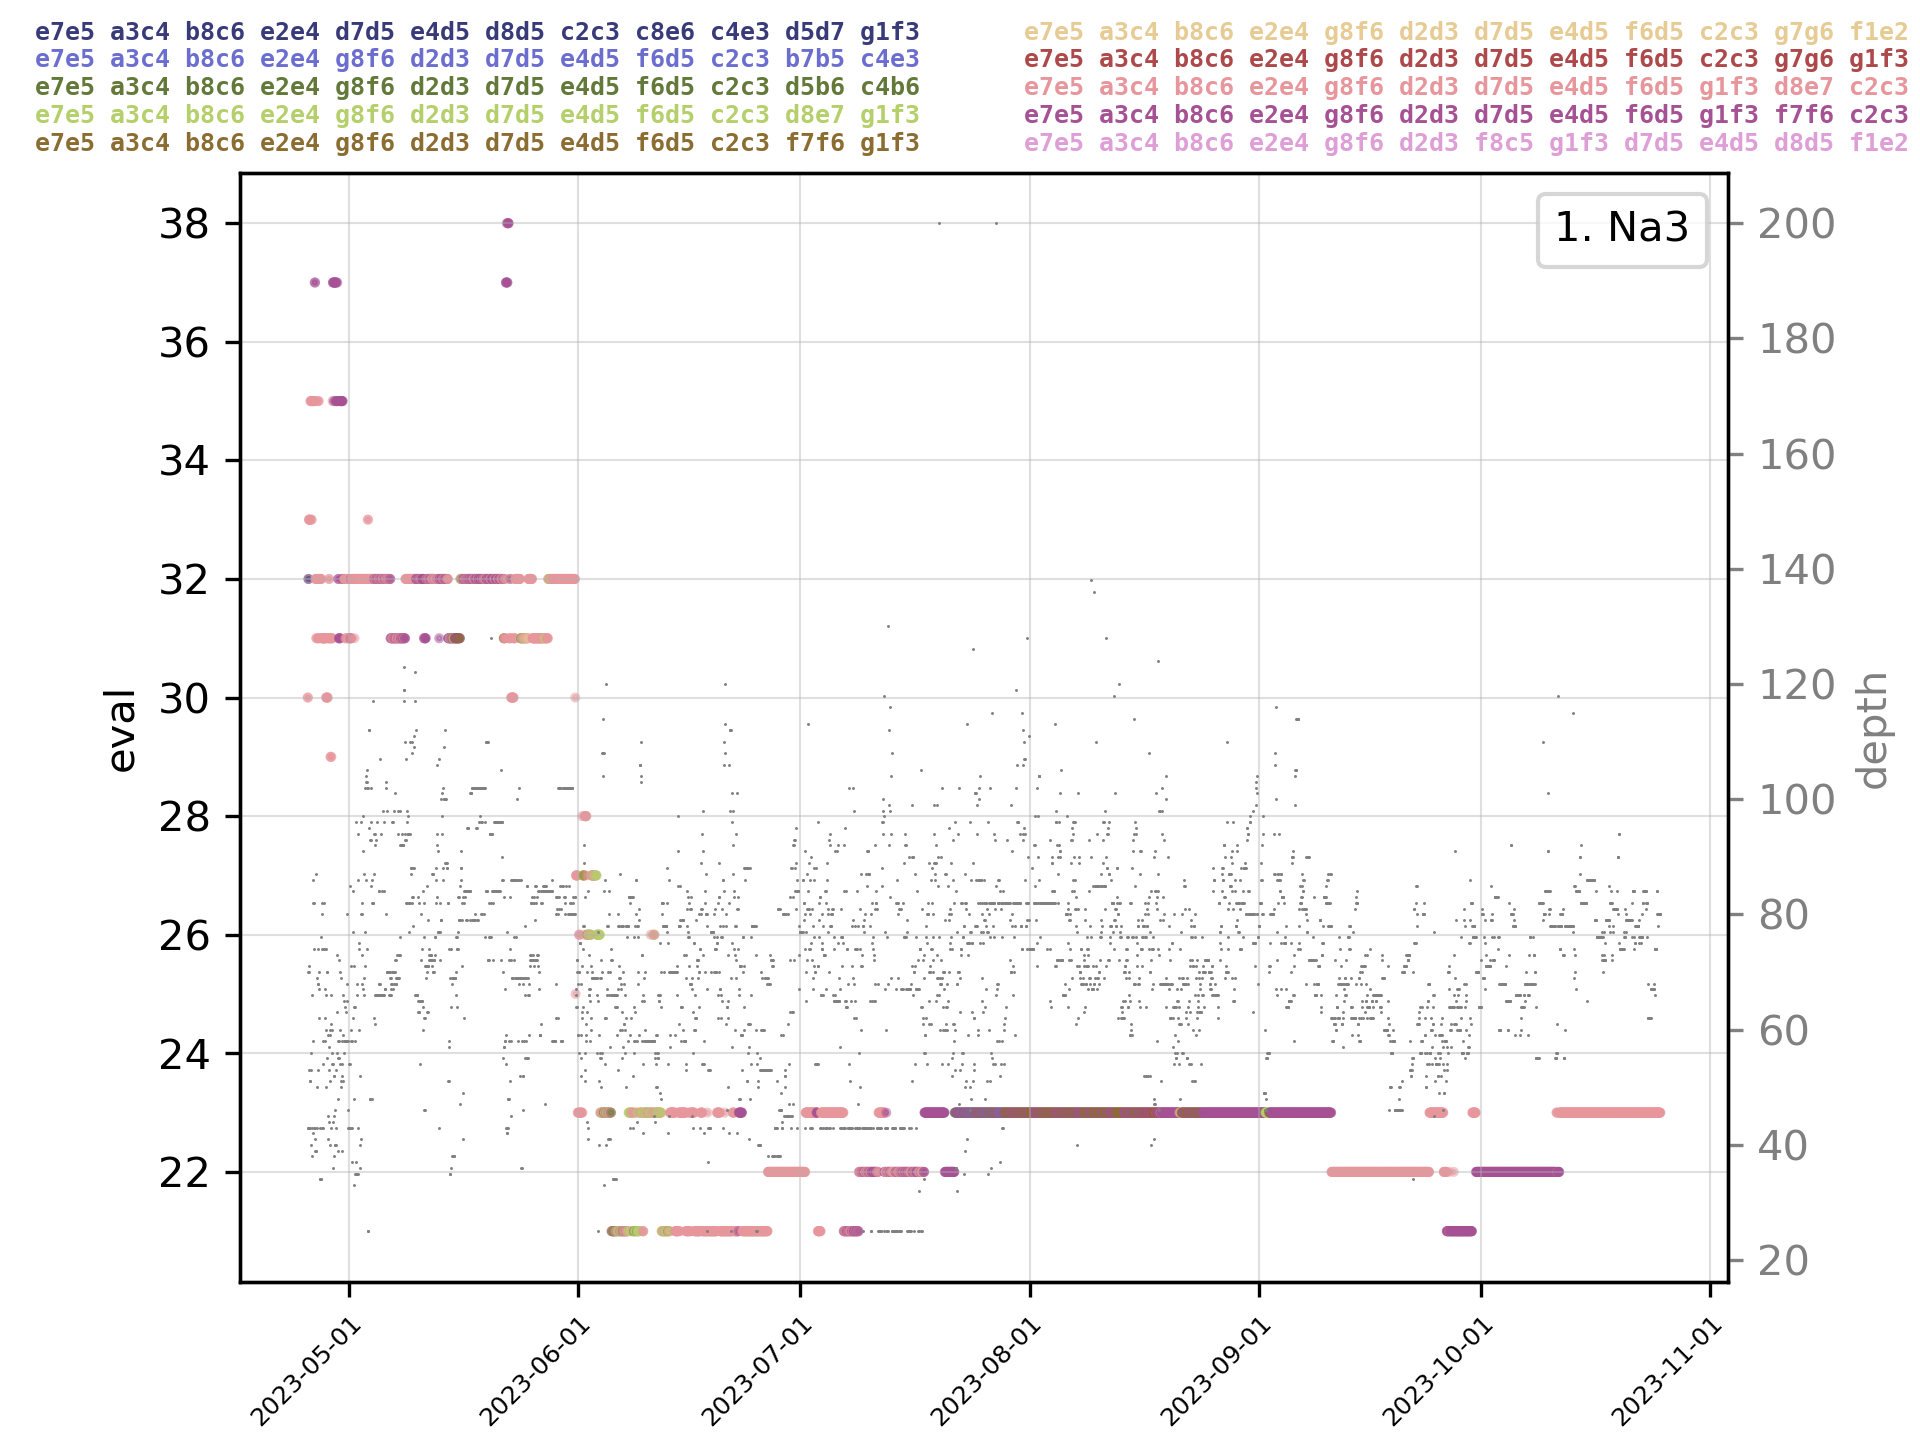 e7e5 a3c4 b8c6 e2e4 d7d5 e4d5 d8d5 c2c3 c8e6 c4e3 d5d7 g1f3
e7e5 a3c4 b8c6 e2e4 g8f6 d2d3 d7d5 e4d5 f6d5 c2c3 b7b5 c4e3
e7e5 a3c4 b8c6 e2e4 g8f6 d2d3 d7d5 e4d5 f6d5 c2c3 d5b6 c4b6
e7e5 a3c4 b8c6 e2e4 g8f6 d2d3 d7d5 e4d5 f6d5 c2c3 d8e7 g1f3
e7e5 a3c4 b8c6 e2e4 g8f6 d2d3 d7d5 e4d5 f6d5 c2c3 f7f6 g1f3
e7e5 a3c4 b8c6 e2e4 g8f6 d2d3 d7d5 e4d5 f6d5 c2c3 g7g6 f1e2
e7e5 a3c4 b8c6 e2e4 g8f6 d2d3 d7d5 e4d5 f6d5 c2c3 g7g6 g1f3
e7e5 a3c4 b8c6 e2e4 g8f6 d2d3 d7d5 e4d5 f6d5 g1f3 d8e7 c2c3
e7e5 a3c4 b8c6 e2e4 g8f6 d2d3 d7d5 e4d5 f6d5 g1f3 f7f6 c2c3
e7e5 a3c4 b8c6 e2e4 g8f6 d2d3 f8c5 g1f3 d7d5 e4d5 d8d5 f1e2
1. Na3
38
36
34
32
30
28
26
24
22
eval
200
180
160
140
120
100
80
60
40
20
depth
2023-05-01
2023-06-01
2023-07-01
2023-08-01
2023-09-01
2023-10-01
2023-11-01